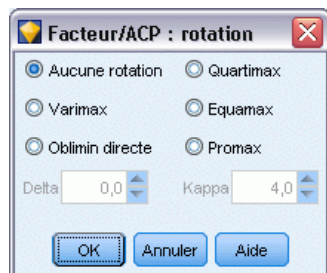 Facteur/ACP : rotation
Aucune rotation Quartimax
Varimax Equamax
Oblimin directe Promax
Delta 0,0 Kappa 4,0
OK Annuler Aide